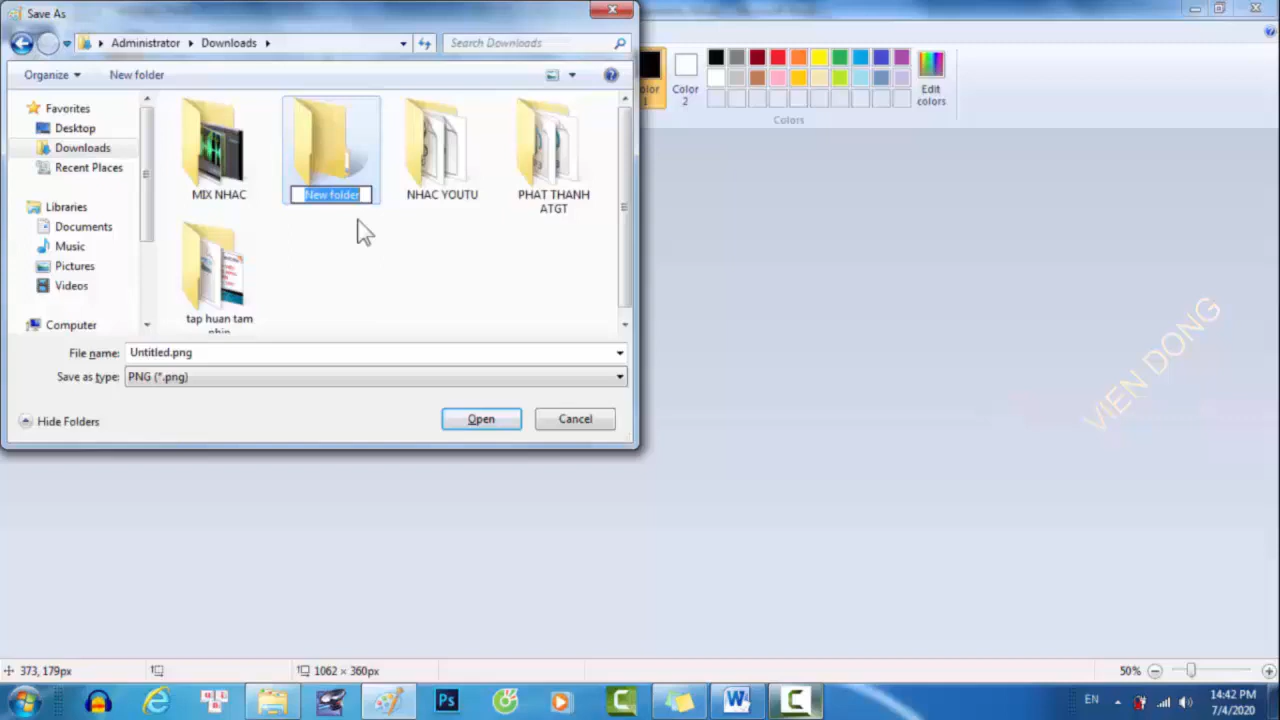 Save As
Administrator
Downloads
Search Downloads
Organize
New folder
Favorites
Desktop
Downloads
Recent Places
Libraries
Documents
Music
Pictures
Videos
Computer
MIX NHAC
New folder
NHAC YOUTU
PHAT THANH
ATGT
tap huan tam
File name:
Untitled.png
Save as type:
PNG (*.png)
Hide Folders
Open
Cancel
Color
2
Edit
colors
Colors
VIEN DONG
373, 179px
1062 × 360px
50%
Ps
EN
14:42 PM
7/4/2020